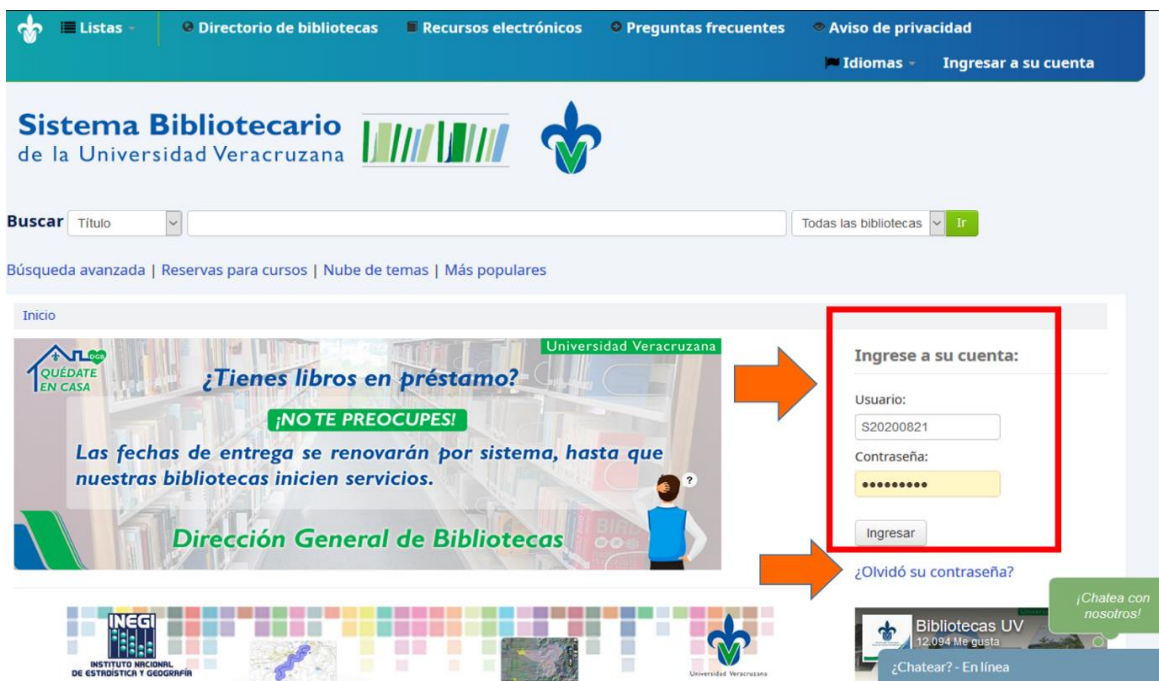 Listas
Directorio de bibliotecas
Recursos electrónicos
Preguntas frecuentes
Aviso de privacidad
Idiomas
Ingresar a su cuenta
Sistema Bibliotecario
de la Universidad Veracruzana
Buscar
Título
Todas las bibliotecas
Ir
Búsqueda avanzada | Reservas para cursos | Nube de temas | Más populares
Inicio
DGB
QUÉDATE
EN CASA
Universidad Veracruzana
¿Tienes libros en préstamo?
¡NO TE PREOCUPES!
Las fechas de entrega se renovarán por sistema, hasta que
nuestras bibliotecas inicien servicios.
?
Dirección General de Bibliotecas
Ingrese a su cuenta:
Usuario:
S20200821
Contraseña:
•••••••••
Ingresar
¿Olvidó su contraseña?
INEGI
INSTITUTO NACIONAL
DE ESTADÍSTICA Y GEOGRAFÍA
Universidad Veracruzana
Bibliotecas UV
12.094 Me gusta
¡Chatea con
nosotros!
¿Chatear? - En línea